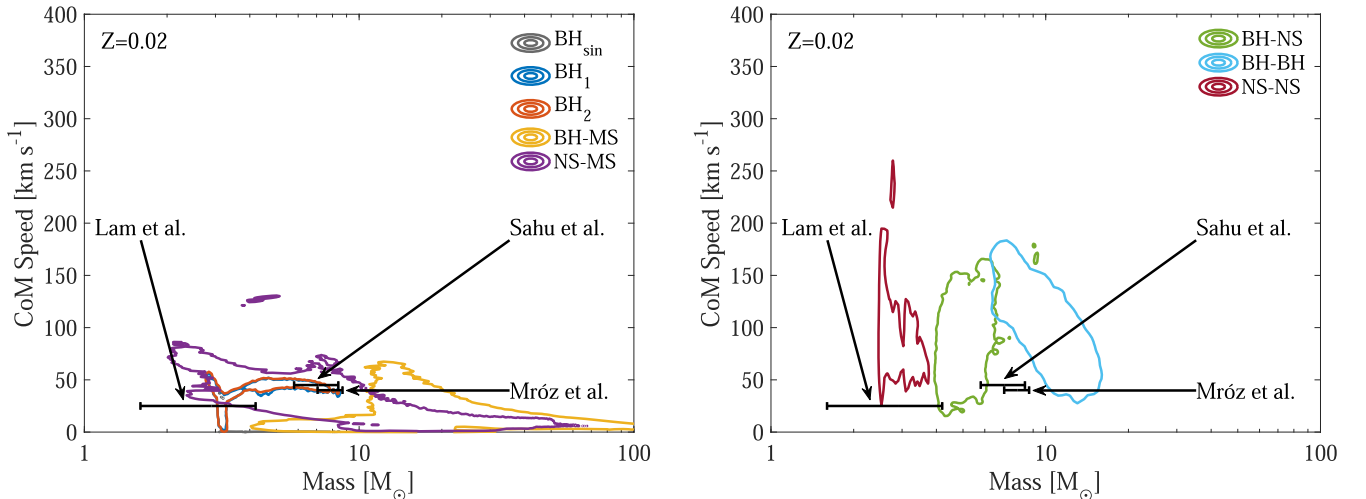 Z=0.02
BH_sin
BH_1
BH_2
BH-MS
NS-MS
Lam et al.
Sahu et al.
Mróz et al.
CoM Speed [km s⁻¹]
400
350
300
250
200
150
100
50
0
1
10
100
Mass [M_⊙]
Z=0.02
BH-NS
BH-BH
NS-NS
Lam et al.
Sahu et al.
Mróz et al.
CoM Speed [km s⁻¹]
400
350
300
250
200
150
100
50
0
1
10
100
Mass [M_⊙]